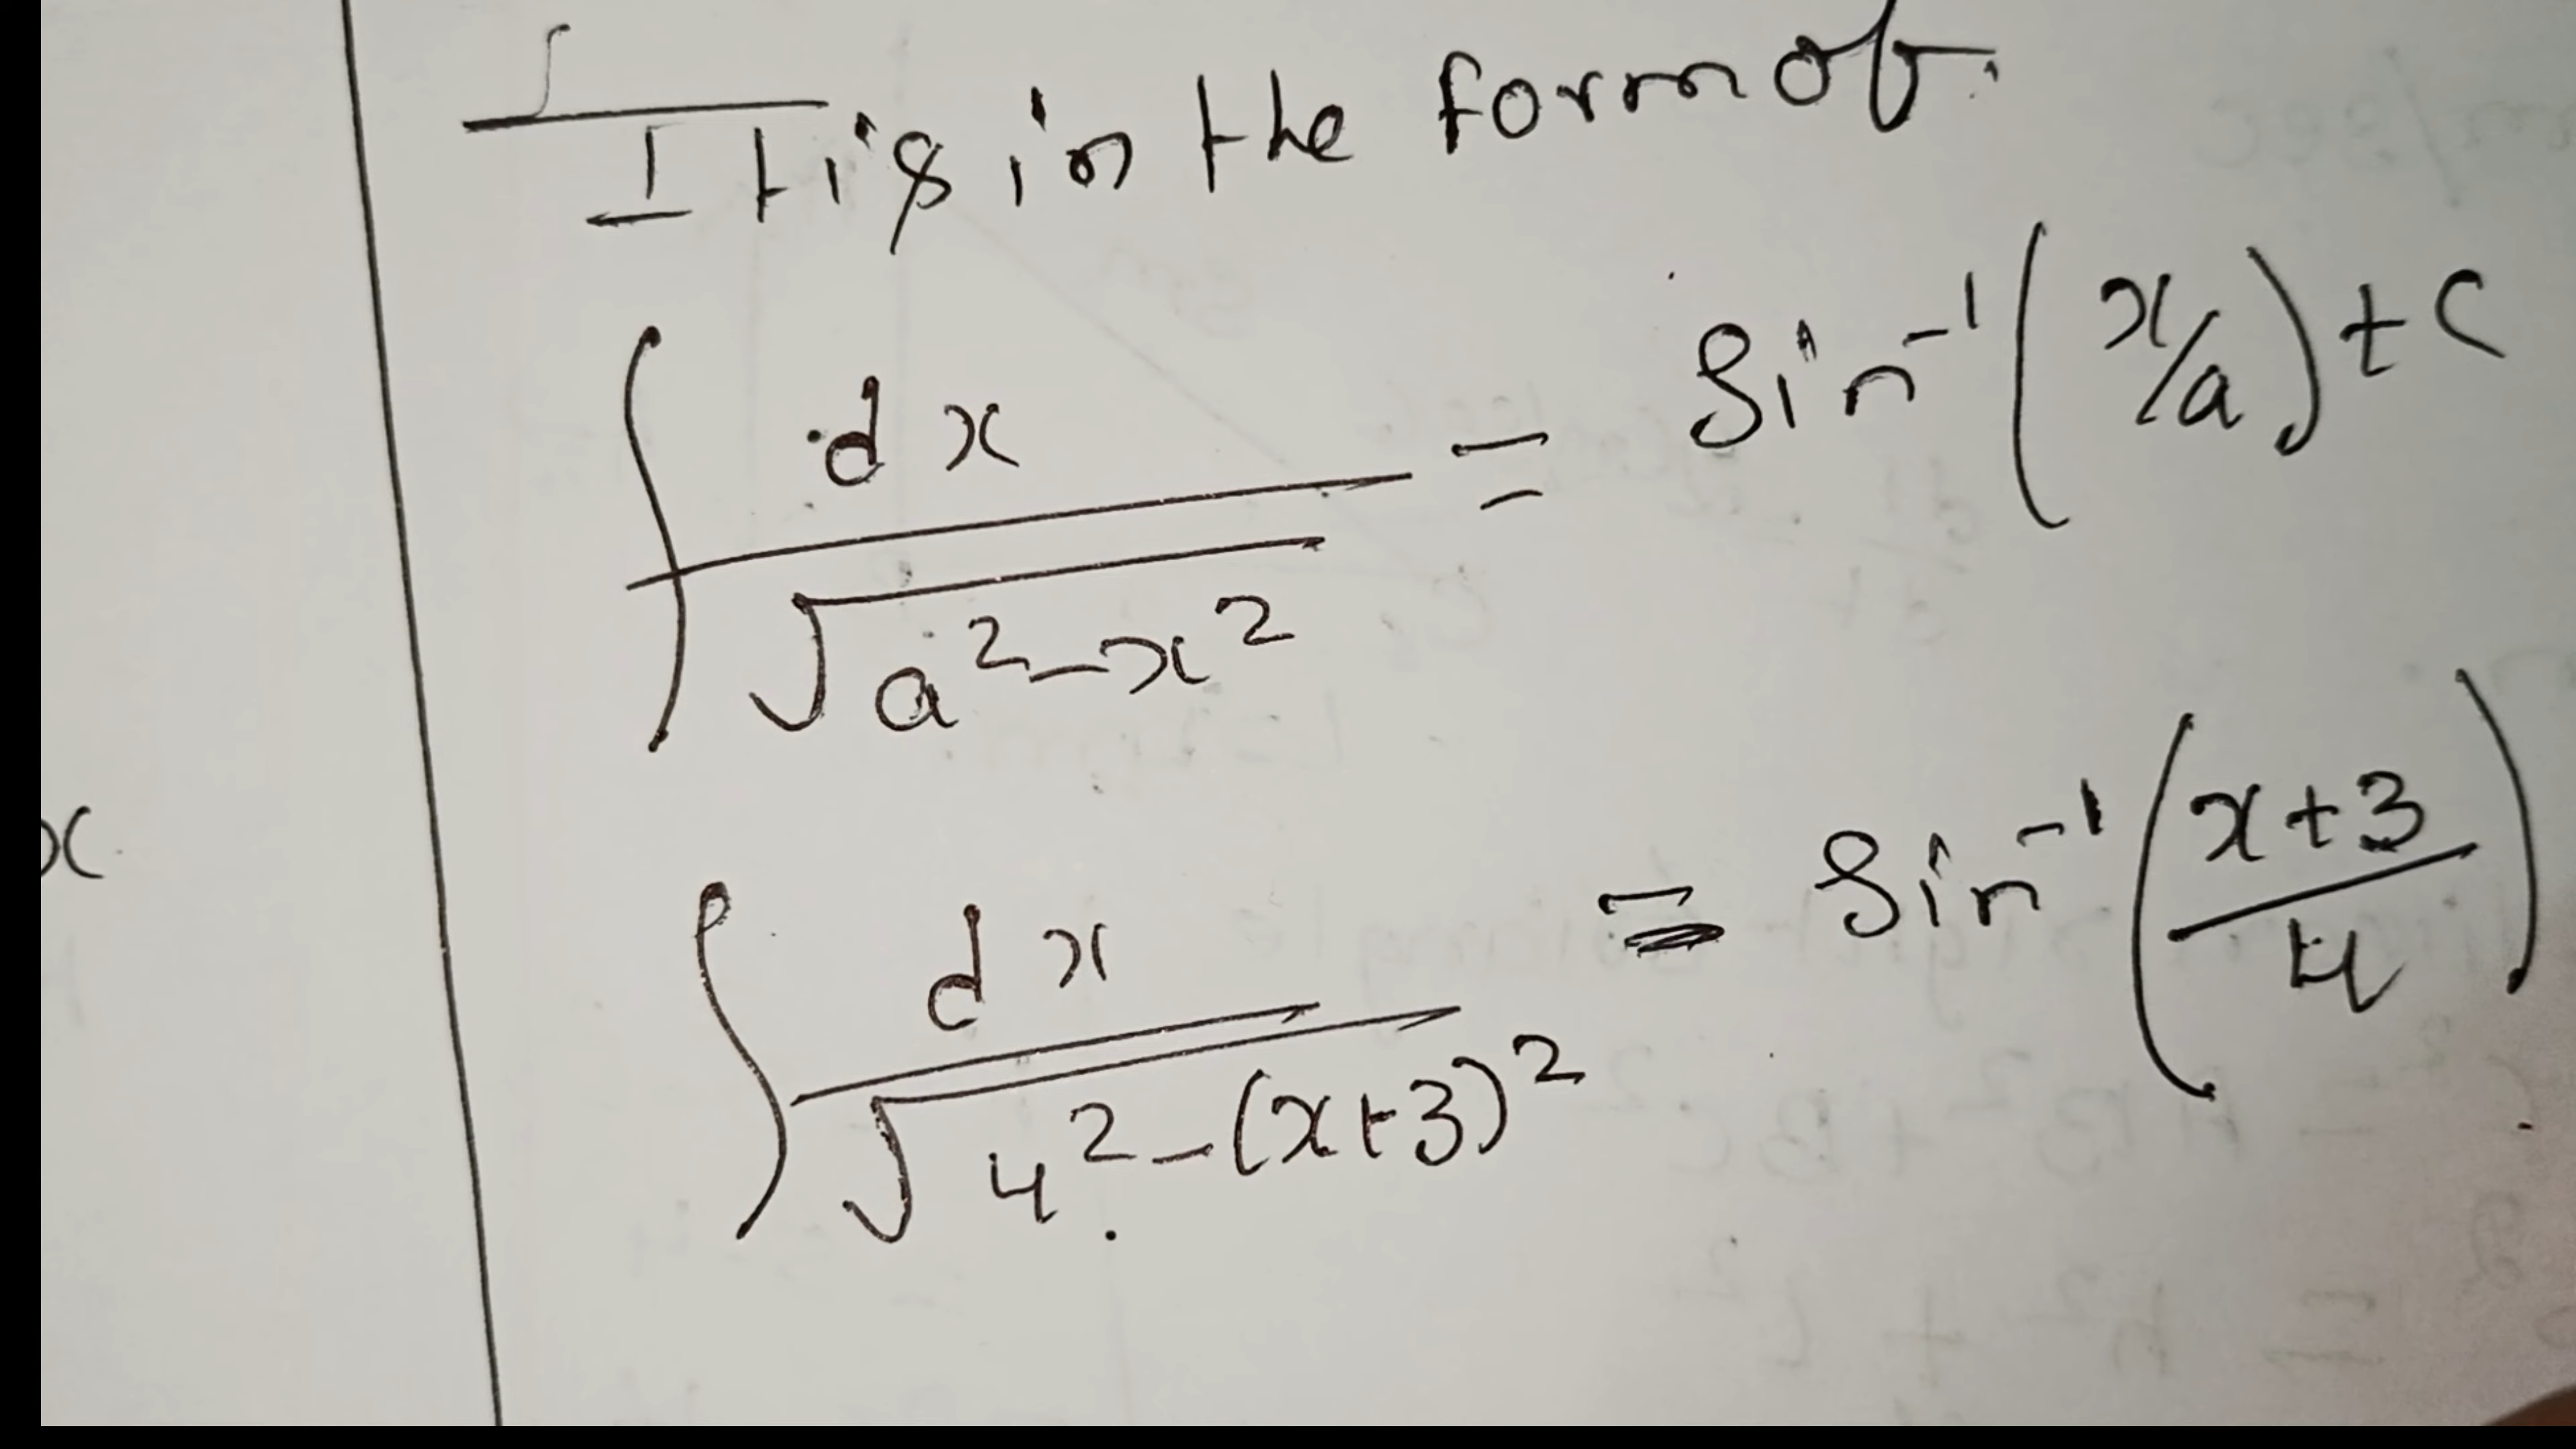 It is in the form of.
∫ dx / √(a² - x²) = Sin⁻¹(x/a) + C
x
∫ dx / √(4² - (x+3)²) = Sin⁻¹((x+3)/4)